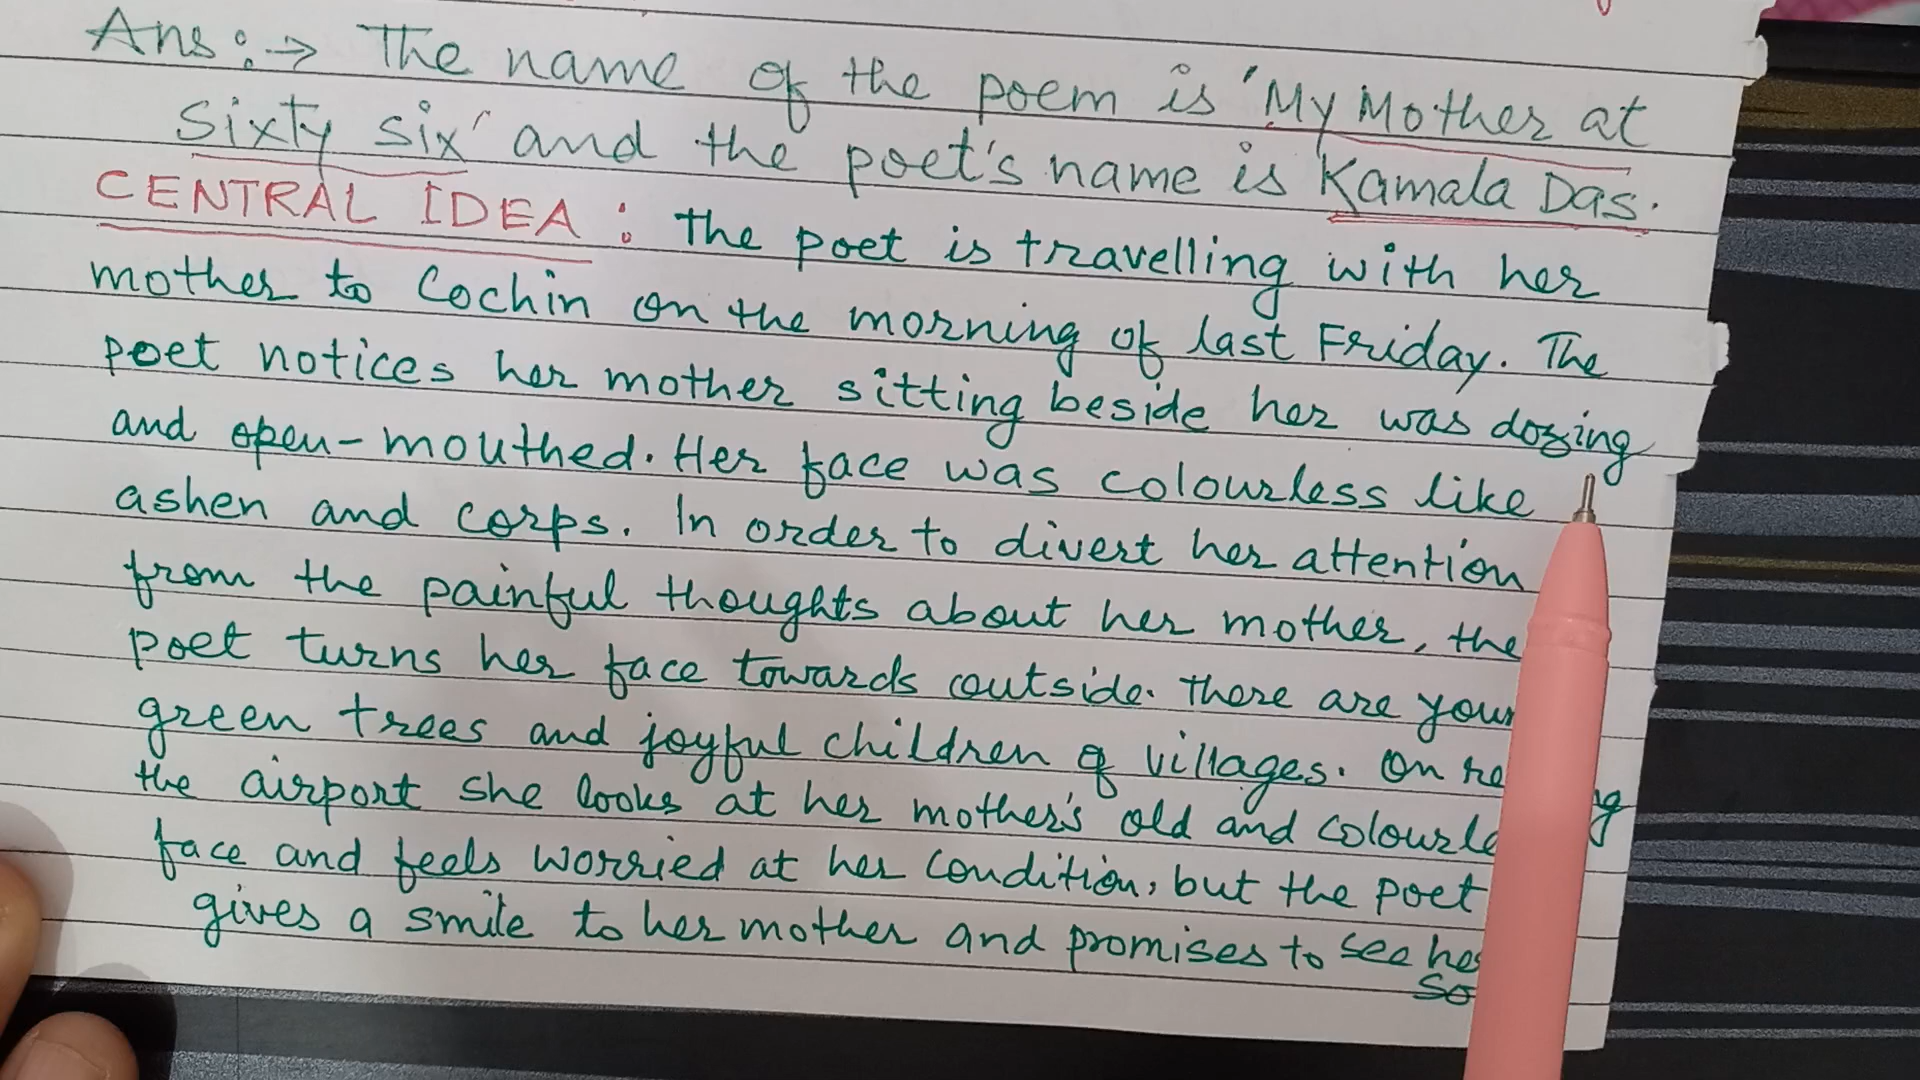 Ans:→ The name of the poem is 'My Mother at
Sixty six' and the poet's name is Kamala Das.
CENTRAL IDEA : The poet is travelling with her
mother to Cochin on the morning of last Friday. The
poet notices her mother sitting beside her was dozing
and open-mouthed. Her face was colourless like
ashen and corps. In order to divert her attention
from the painful thoughts about her mother, the
poet turns her face towards outside. There are
green trees and joyful children of villages. On
the airport she looks at her mother's old and
face and feels worried at her condition, but the poet
gives a smile to her mother and promises to see